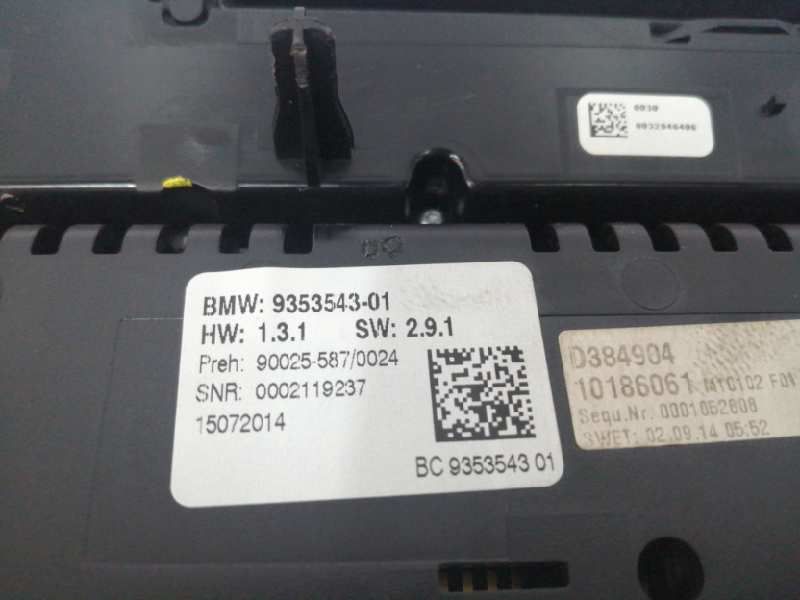 0030
BMW: 9353543-01
HW: 1.3.1 SW: 2.9.1
Preh: 90025-587/0024
SNR: 0002119237
15072014
BC 9353543 01
D384904
10186061
Sequ.Nr. 0001062808
SWET: 02.09.14 05:52